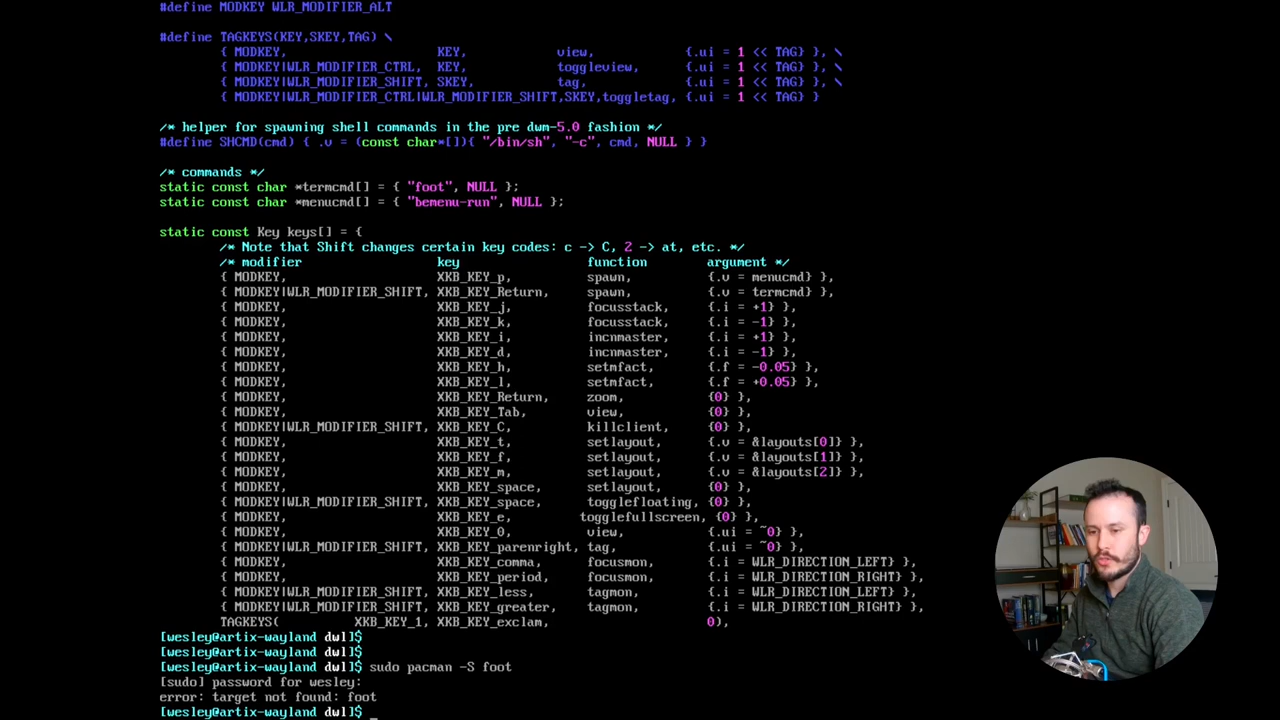 #define MODKEY WLR_MODIFIER_ALT
#define TAGKEYS(KEY,SKEY,TAG) \
{ MODKEY, KEY, view, {.ui = 1 << TAG} }, \
{ MODKEY|WLR_MODIFIER_CTRL, KEY, toggleview, {.ui = 1 << TAG} }, \
{ MODKEY|WLR_MODIFIER_SHIFT, SKEY, tag, {.ui = 1 << TAG} }, \
{ MODKEY|WLR_MODIFIER_CTRL|WLR_MODIFIER_SHIFT,SKEY,toggletag, {.ui = 1 << TAG} }
/* helper for spawning shell commands in the pre dwm-5.0 fashion */
#define SHCMD(cmd) { .v = (const char*[]){ "/bin/sh", "-c", cmd, NULL } }
/* commands */
static const char *termcmd[] = { "foot", NULL };
static const char *menucmd[] = { "bemenu-run", NULL };
static const Key keys[] = {
/* Note that Shift changes certain key codes: c -> C, 2 -> at, etc. */
/* modifier key function argument */
{ MODKEY, XKB_KEY_p, spawn, {.v = menucmd} },
{ MODKEY|WLR_MODIFIER_SHIFT, XKB_KEY_Return, spawn, {.v = termcmd} },
{ MODKEY, XKB_KEY_j, focusstack, {.i = +1} },
{ MODKEY, XKB_KEY_k, focusstack, {.i = -1} },
{ MODKEY, XKB_KEY_i, incnmaster, {.i = +1} },
{ MODKEY, XKB_KEY_d, incnmaster, {.i = -1} },
{ MODKEY, XKB_KEY_h, setmfact, {.f = -0.05} },
{ MODKEY, XKB_KEY_l, setmfact, {.f = +0.05} },
{ MODKEY, XKB_KEY_Return, zoom, {0} },
{ MODKEY, XKB_KEY_Tab, view, {0} },
{ MODKEY|WLR_MODIFIER_SHIFT, XKB_KEY_C, killclient, {0} },
{ MODKEY, XKB_KEY_t, setlayout, {.v = &layouts[0]} },
{ MODKEY, XKB_KEY_f, setlayout, {.v = &layouts[1]} },
{ MODKEY, XKB_KEY_m, setlayout, {.v = &layouts[2]} },
{ MODKEY, XKB_KEY_space, setlayout, {0} },
{ MODKEY|WLR_MODIFIER_SHIFT, XKB_KEY_space, togglefloating, {0} },
{ MODKEY, XKB_KEY_e, togglefullscreen, {0} },
{ MODKEY, XKB_KEY_0, view, {.ui = ~0} },
{ MODKEY|WLR_MODIFIER_SHIFT, XKB_KEY_parenright, tag, {.ui = ~0} },
{ MODKEY, XKB_KEY_comma, focusmon, {.i = WLR_DIRECTION_LEFT} },
{ MODKEY, XKB_KEY_period, focusmon, {.i = WLR_DIRECTION_RIGHT} },
{ MODKEY|WLR_MODIFIER_SHIFT, XKB_KEY_less, tagmon, {.i = WLR_DIRECTION_LEFT} },
{ MODKEY|WLR_MODIFIER_SHIFT, XKB_KEY_greater, tagmon, {.i = WLR_DIRECTION_RIGHT} },
TAGKEYS( XKB_KEY_1, XKB_KEY_exclam, 0),
[wesley@artix-wayland dwl]$
[wesley@artix-wayland dwl]$
[wesley@artix-wayland dwl]$ sudo pacman -S foot
[sudo] password for wesley:
error: target not found: foot
[wesley@artix-wayland dwl]$ _